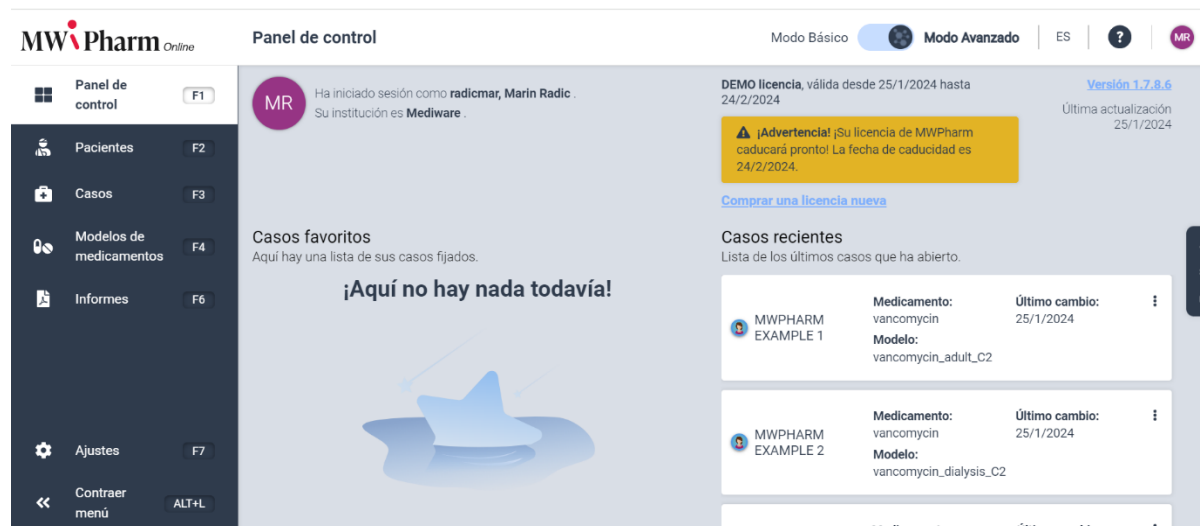 MWPharm Online
Panel de control
Modo Básico
Modo Avanzado
ES
?
MR
Panel de
control
F1
Pacientes
F2
Casos
F3
Modelos de
medicamentos
F4
Informes
F6
Ajustes
F7
Contraer
menú
ALT+L
MR
Ha iniciado sesión como radicmar, Marin Radic .
Su institución es Mediware .
DEMO licencia, válida desde 25/1/2024 hasta
24/2/2024
Versión 1.7.8.6
Última actualización
25/1/2024
¡Advertencia! ¡Su licencia de MWPharm
caducará pronto! La fecha de caducidad es
24/2/2024.
Comprar una licencia nueva
Casos favoritos
Aquí hay una lista de sus casos fijados.
¡Aquí no hay nada todavía!
Casos recientes
Lista de los últimos casos que ha abierto.
MWPHARM
EXAMPLE 1
Medicamento:
vancomycin
Modelo:
vancomycin_adult_C2
Último cambio:
25/1/2024
MWPHARM
EXAMPLE 2
Medicamento:
vancomycin
Modelo:
vancomycin_dialysis_C2
Último cambio:
25/1/2024